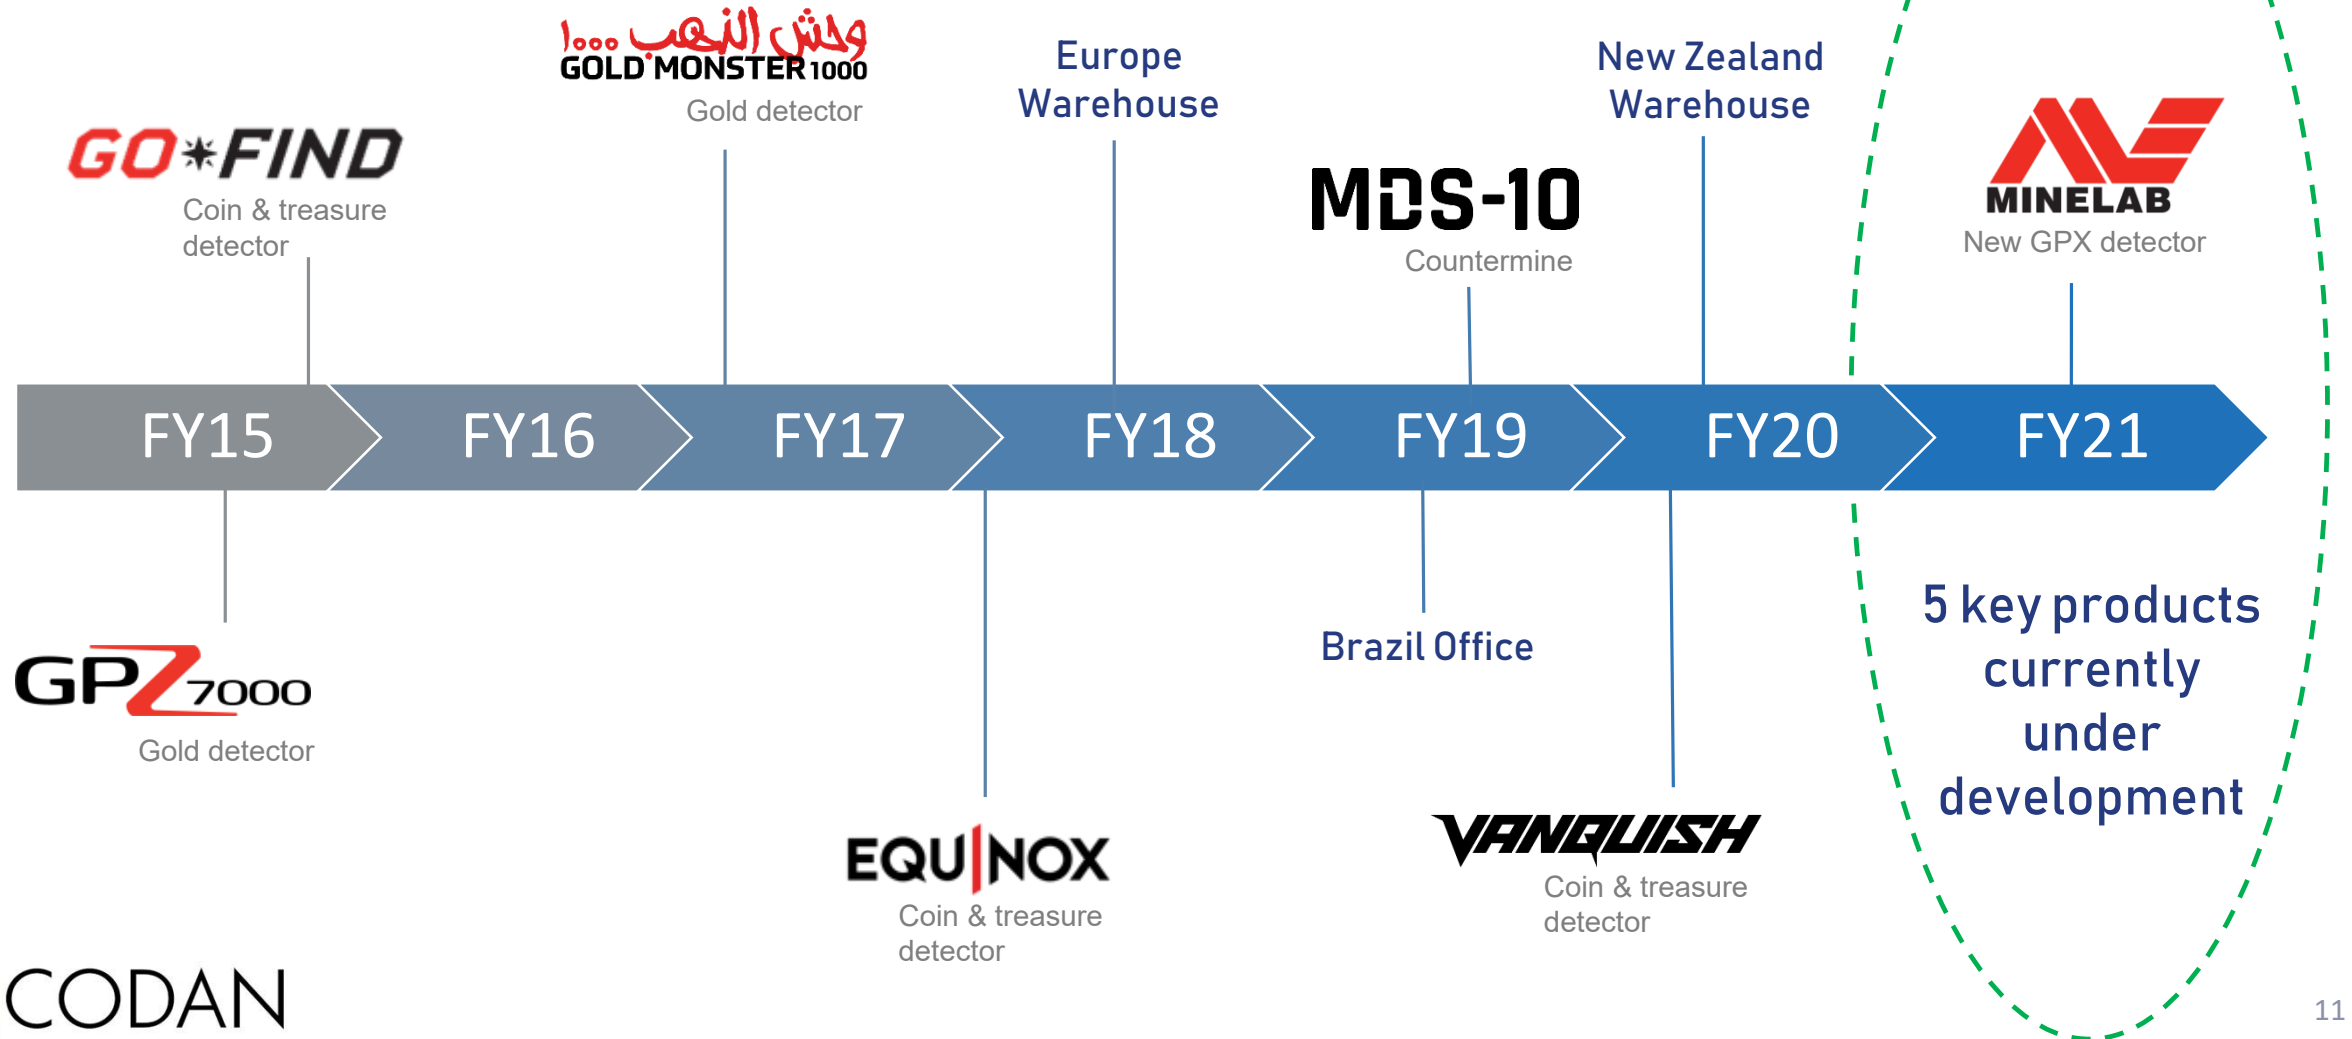 وحش الذهب ١٠٠٠
GOLD MONSTER 1000
Gold detector
Europe
Warehouse
New Zealand
Warehouse
GO FIND
Coin & treasure
detector
MDS-10
Countermine
MINELAB
New GPX detector
FY15
FY16
FY17
FY18
FY19
FY20
FY21
GPZ 7000
Gold detector
EQUINOX
Coin & treasure
detector
Brazil Office
VANQUISH
Coin & treasure
detector
5 key products
currently
under
development
CODAN
11